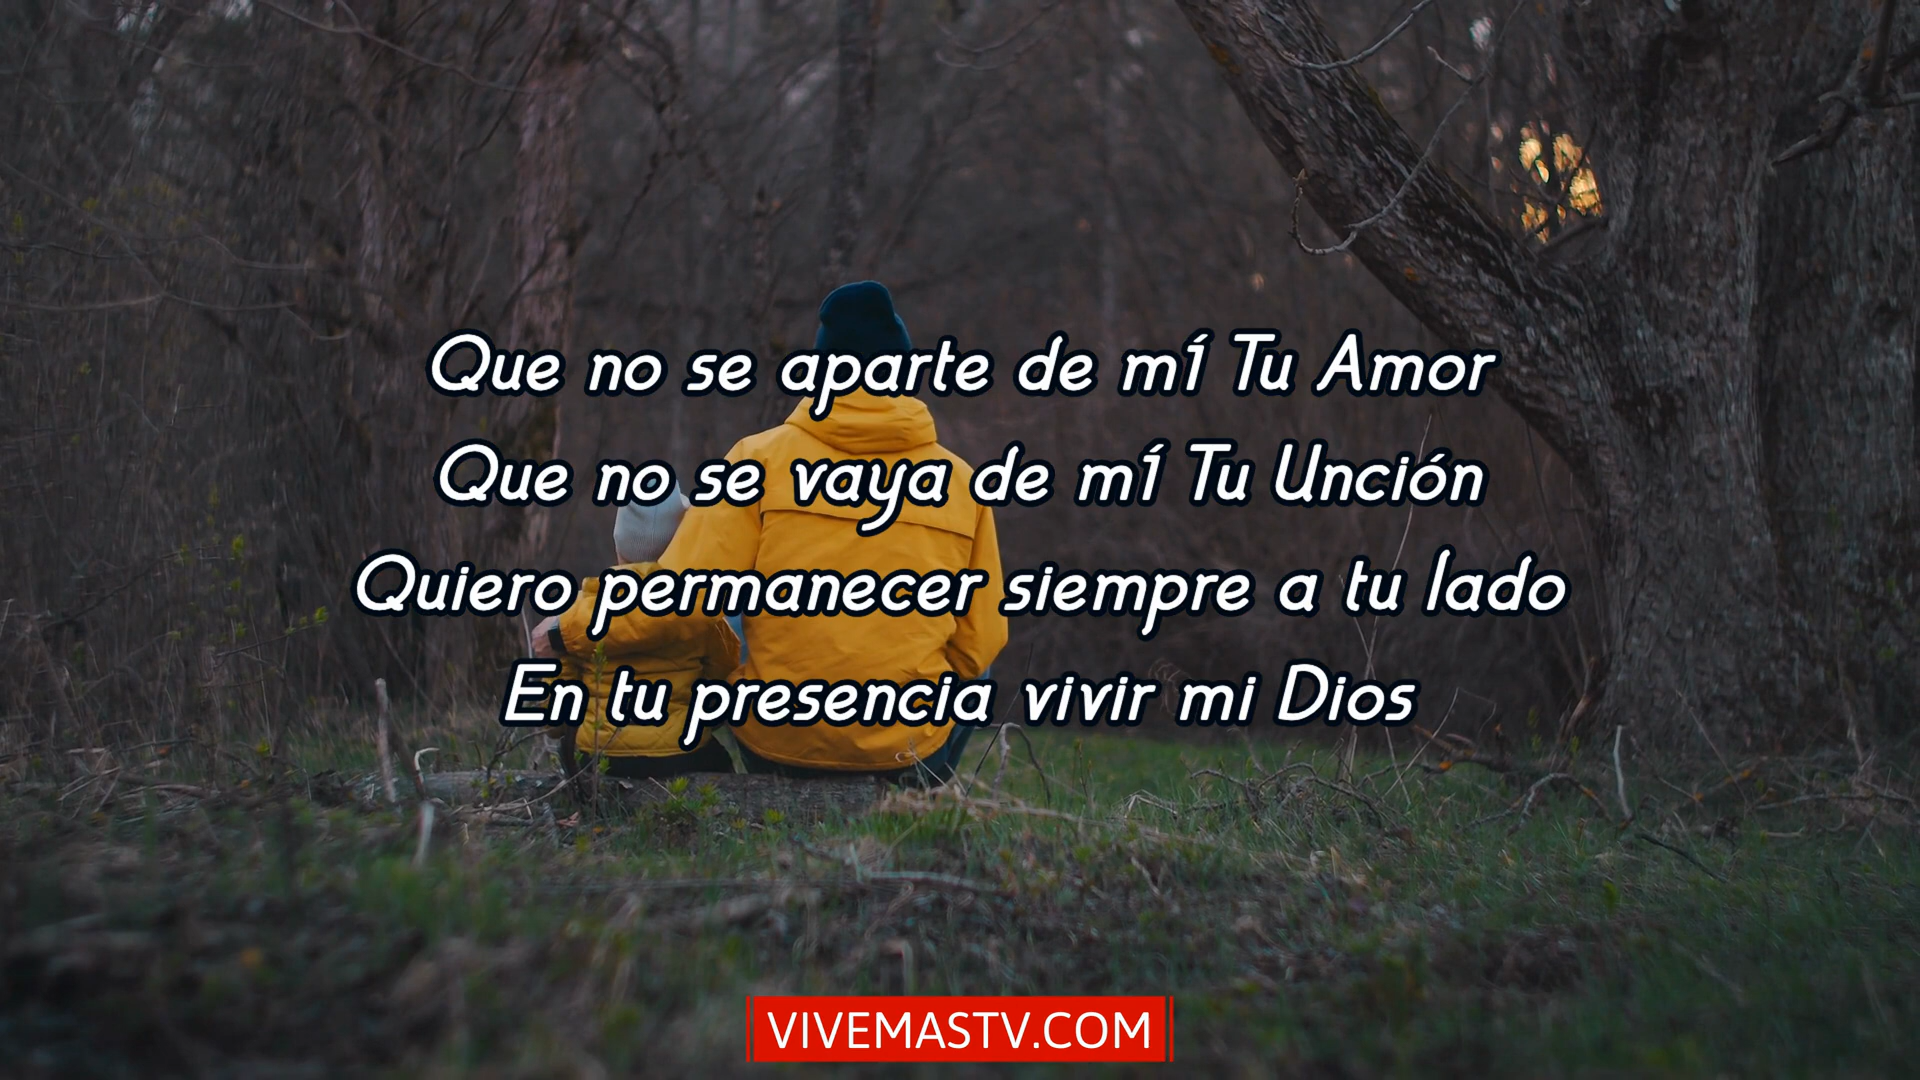 Que no se aparte de mí Tu Amor
Que no se vaya de mí Tu Unción
Quiero permanecer siempre a tu lado
En tu presencia vivir mi Dios
VIVEMASTV.COM